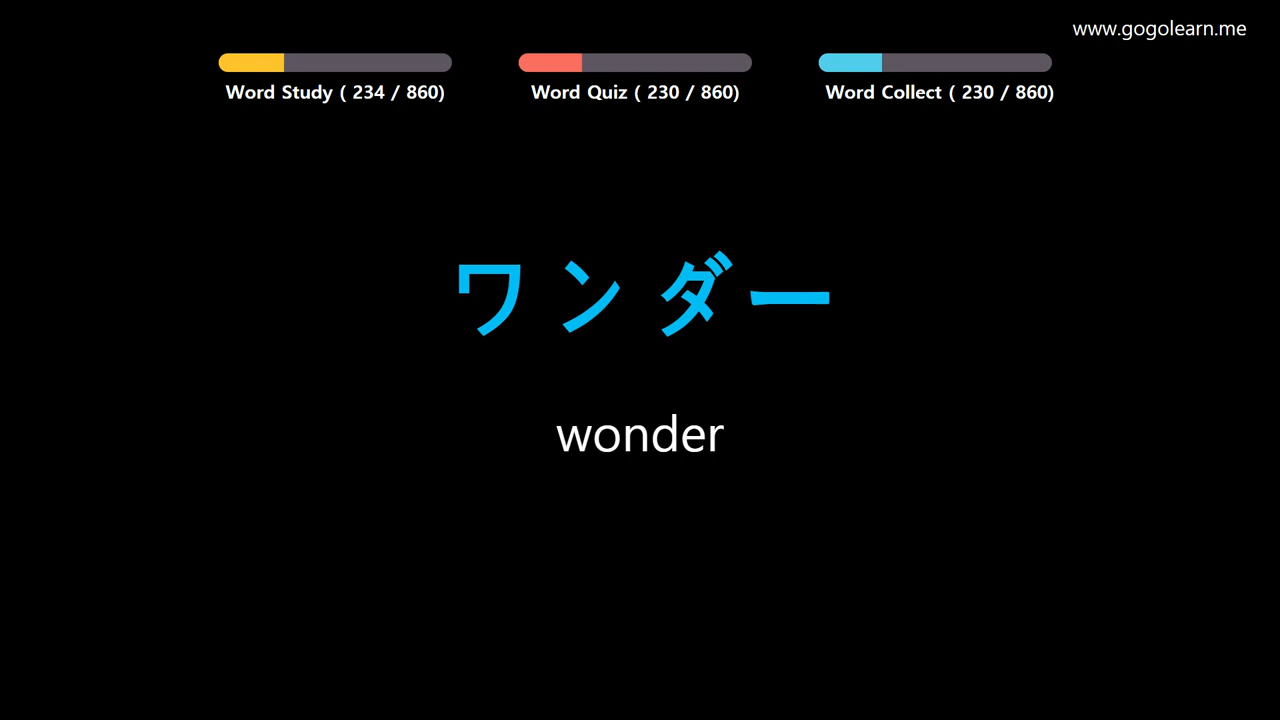 www.gogolearn.me
Word Study ( 234 / 860)
Word Quiz ( 230 / 860)
Word Collect ( 230 / 860)
ワンダー
wonder